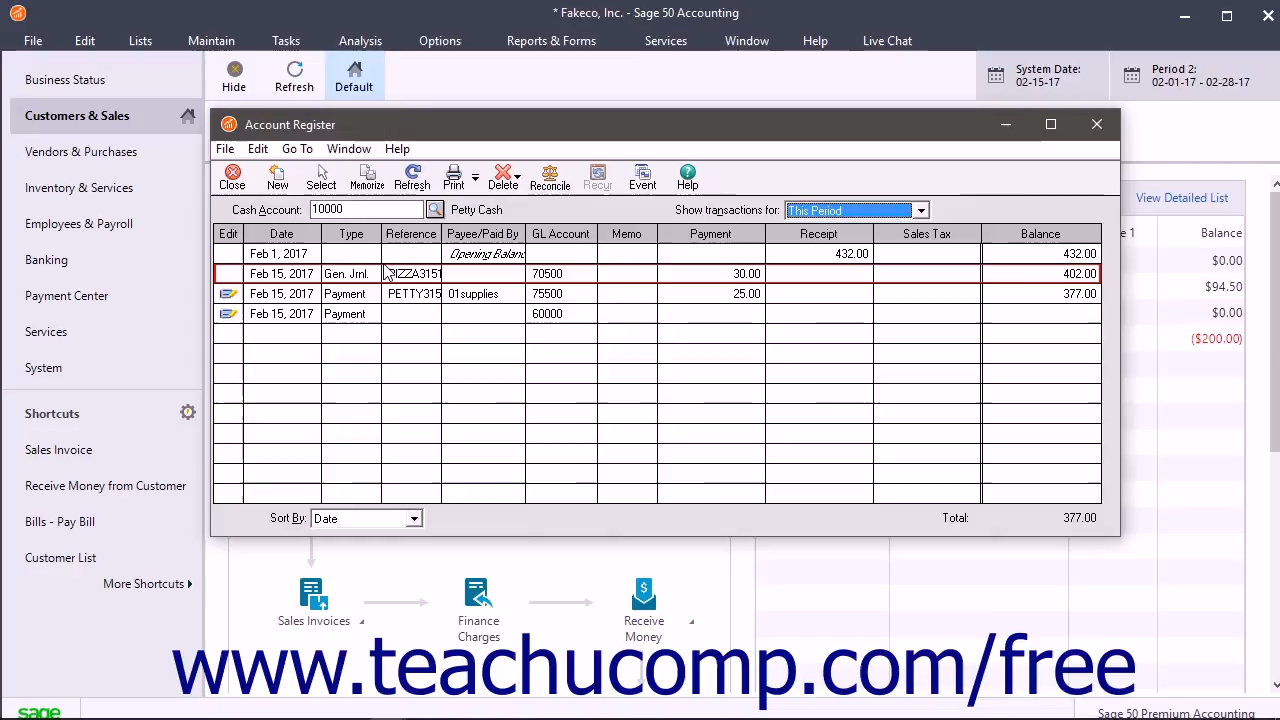 * Fakeco, Inc. - Sage 50 Accounting
File Edit Lists Maintain Tasks Analysis Options Reports & Forms Services Window Help Live Chat
Hide Refresh Default
System Date:
02-15-17
Period 2:
02-01-17 - 02-28-17
Business Status
Customers & Sales
Vendors & Purchases
Inventory & Services
Employees & Payroll
Banking
Payment Center
Services
System
Shortcuts
Sales Invoice
Receive Money from Customer
Bills - Pay Bill
Customer List
More Shortcuts
Account Register
File Edit Go To Window Help
Close New Select Memorize Refresh Print Delete Reconcile Recur Event Help
Cash Account: 10000 Petty Cash Show transactions for: This Period
Edit Date Type Reference Payee/Paid By GL Account Memo Payment Receipt Sales Tax Balance
Feb 1, 2017 Opening Balanc 432.00 432.00
Feb 15, 2017 Gen. Jrnl. PIZZA3151 70500 30.00 402.00
Feb 15, 2017 Payment PETTY315 01supplies 75500 25.00 377.00
Feb 15, 2017 Payment 60000
Sort By: Date Total: 377.00
View Detailed List
e 1 Balance
$0.00
$94.50
$0.00
($200.00)
Sales Invoices
Finance
Charges
Receive
Money
www.teachucomp.com/free
sage
Sage 50 Premium Accounting